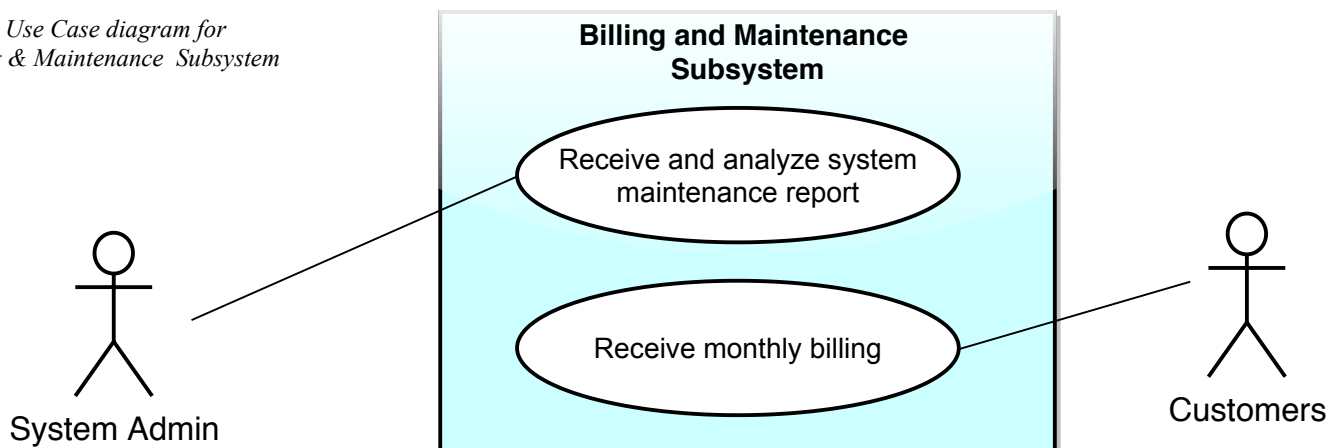 Use Case diagram for
& Maintenance Subsystem
Billing and Maintenance
Subsystem
Receive and analyze system
maintenance report
Receive monthly billing
System Admin
Customers